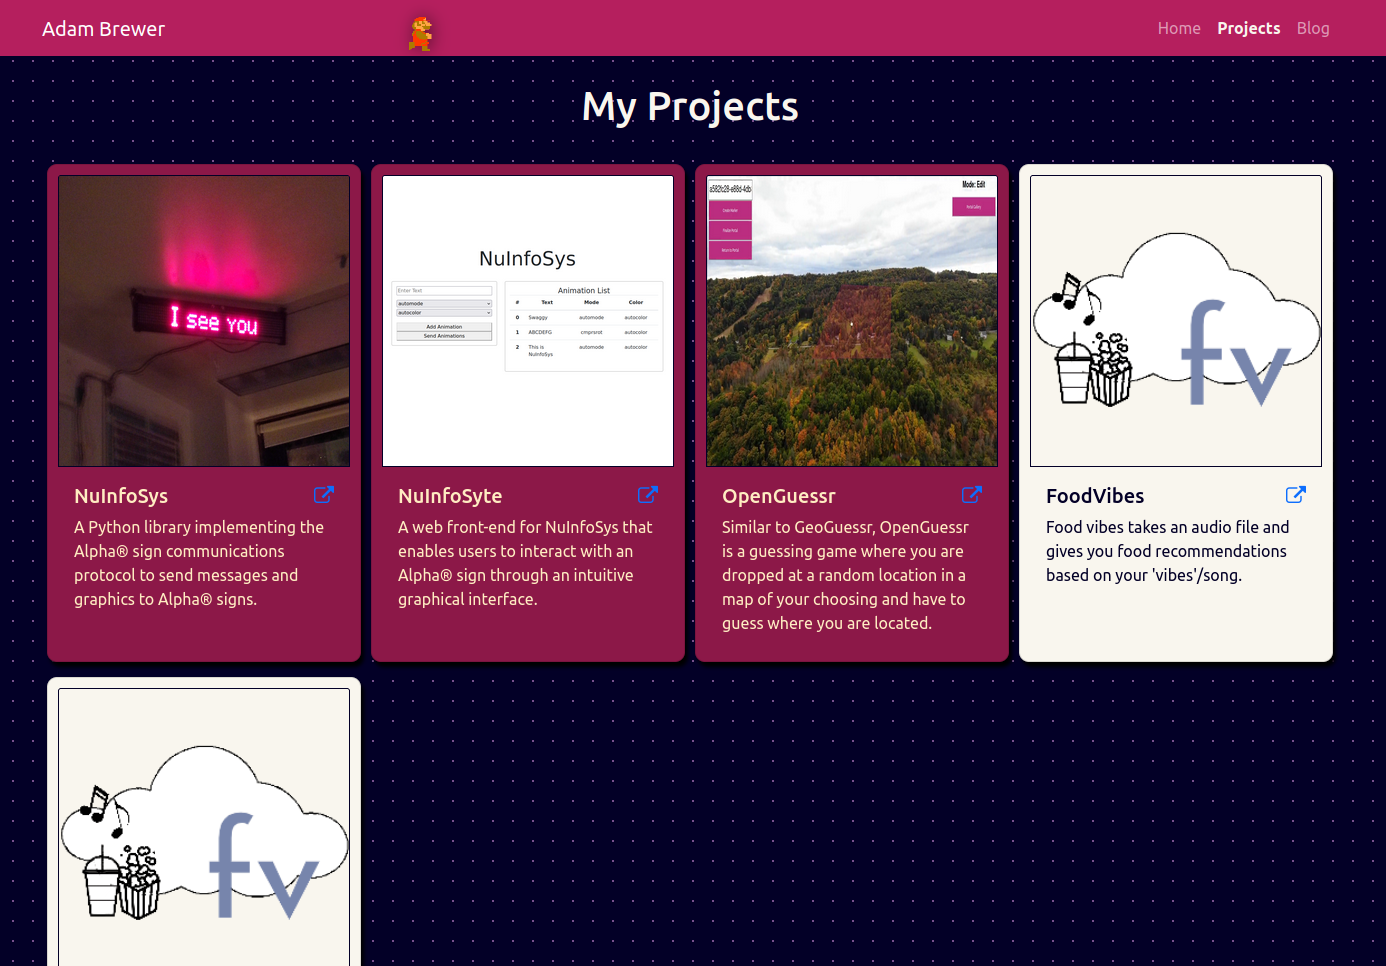 Adam Brewer
Home Projects Blog
My Projects
I see you
NuInfoSys
A Python library implementing the
Alpha® sign communications
protocol to send messages and
graphics to Alpha® signs.
NuInfoSys
Enter Text
automode
autocolor
Add Animation
Send Animations
Animation List
# Text Mode Color
0 Swaggy automode autocolor
1 ABCDEFG cmprsrot autocolor
2 This is NuInfoSys automode autocolor
NuInfoSyte
A web front-end for NuInfoSys that
enables users to interact with an
Alpha® sign through an intuitive
graphical interface.
Mode: Edit
OpenGuessr
Similar to GeoGuessr, OpenGuessr
is a guessing game where you are
dropped at a random location in a
map of your choosing and have to
guess where you are located.
fv
FoodVibes
Food vibes takes an audio file and
gives you food recommendations
based on your 'vibes'/song.
fv